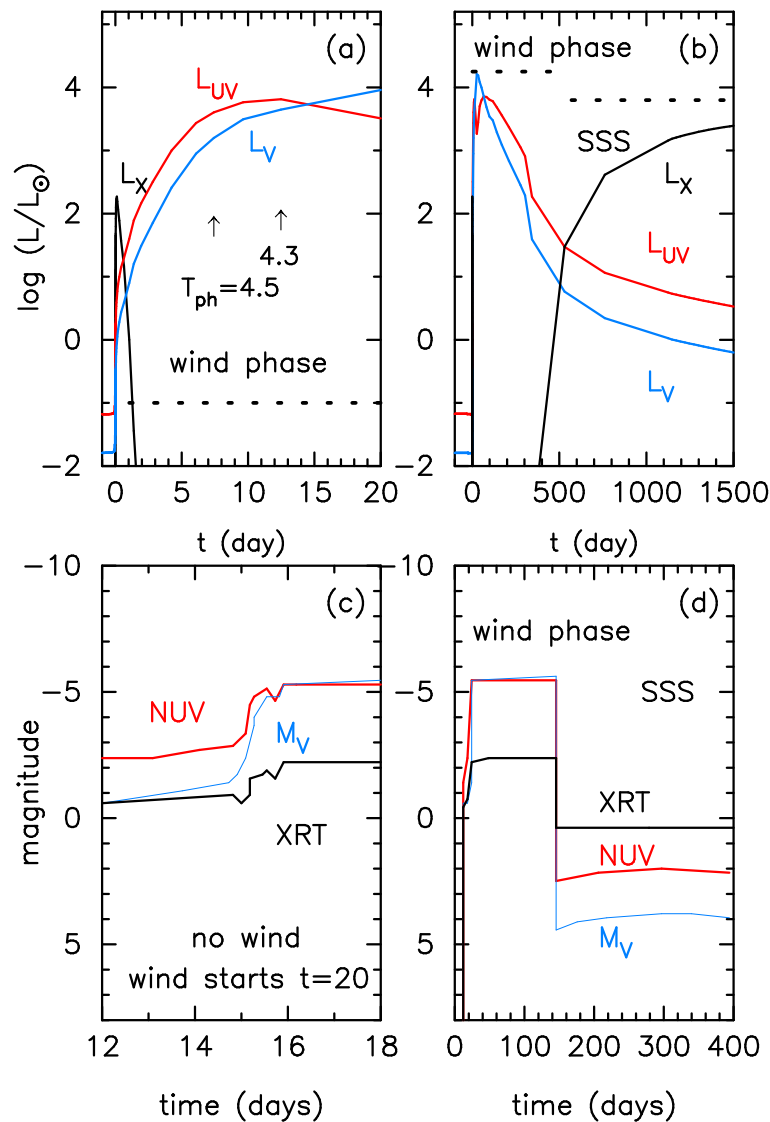 (a)
L_UV
L_V
L_X
4.3
T_ph=4.5
wind phase
log (L/L_⊙)
4
2
0
−2
0
5
10
15
20
t (day)
wind phase
(b)
SSS
L_X
L_UV
L_V
4
2
0
−2
0
500
1000
1500
t (day)
(c)
NUV
M_V
XRT
no wind
wind starts t=20
magnitude
−10
−5
0
5
12
14
16
18
time (days)
(d)
wind phase
SSS
XRT
NUV
M_V
−10
−5
0
5
0
100
200
300
400
time (days)